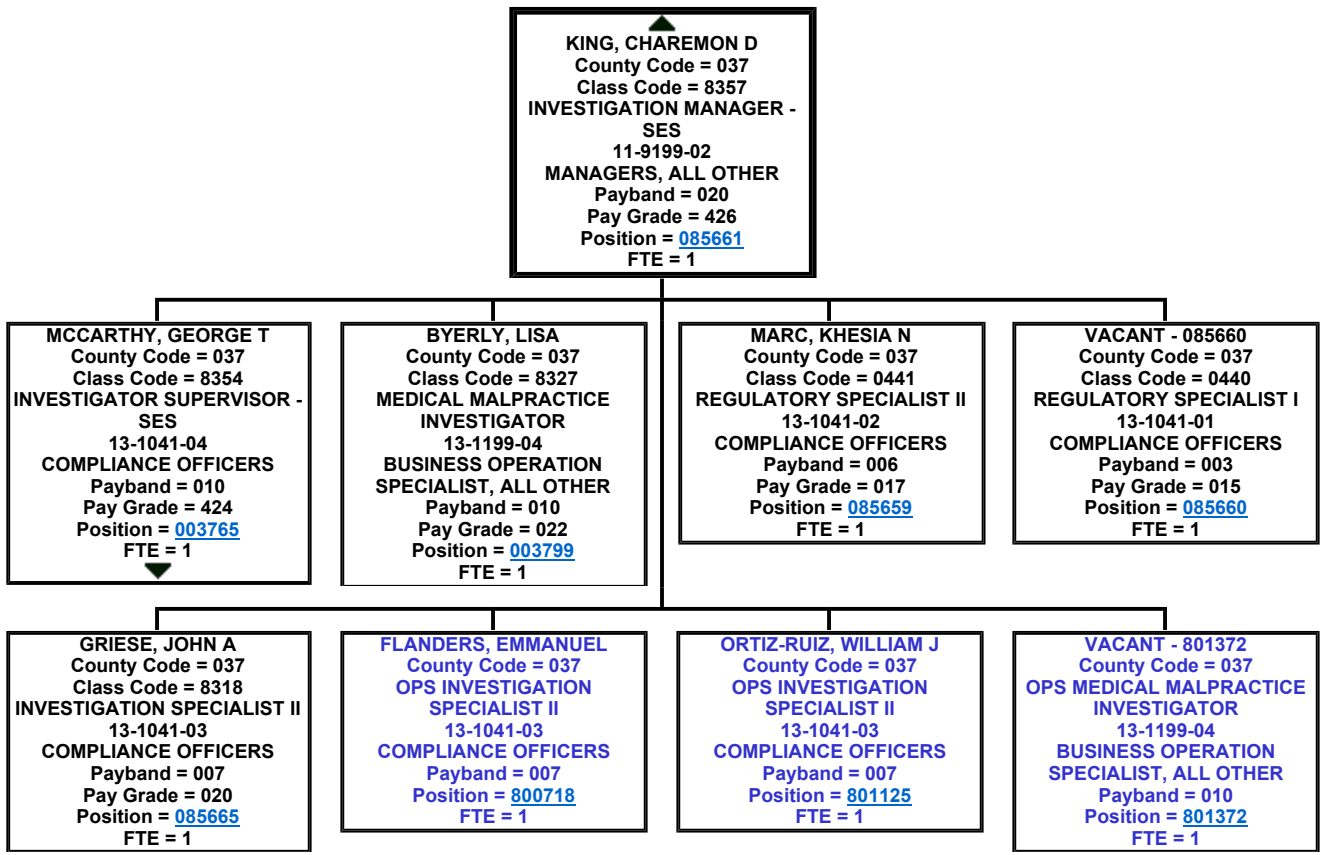 KING, CHAREMON D
County Code = 037
Class Code = 8357
INVESTIGATION MANAGER -
SES
11-9199-02
MANAGERS, ALL OTHER
Payband = 020
Pay Grade = 426
Position = 085661
FTE = 1
MCCARTHY, GEORGE T
County Code = 037
Class Code = 8354
INVESTIGATOR SUPERVISOR -
SES
13-1041-04
COMPLIANCE OFFICERS
Payband = 010
Pay Grade = 424
Position = 003765
FTE = 1
BYERLY, LISA
County Code = 037
Class Code = 8327
MEDICAL MALPRACTICE
INVESTIGATOR
13-1199-04
BUSINESS OPERATION
SPECIALIST, ALL OTHER
Payband = 010
Pay Grade = 022
Position = 003799
FTE = 1
MARC, KHESIA N
County Code = 037
Class Code = 0441
REGULATORY SPECIALIST II
13-1041-02
COMPLIANCE OFFICERS
Payband = 006
Pay Grade = 017
Position = 085659
FTE = 1
VACANT - 085660
County Code = 037
Class Code = 0440
REGULATORY SPECIALIST I
13-1041-01
COMPLIANCE OFFICERS
Payband = 003
Pay Grade = 015
Position = 085660
FTE = 1
GRIESE, JOHN A
County Code = 037
Class Code = 8318
INVESTIGATION SPECIALIST II
13-1041-03
COMPLIANCE OFFICERS
Payband = 007
Pay Grade = 020
Position = 085665
FTE = 1
FLANDERS, EMMANUEL
County Code = 037
OPS INVESTIGATION
SPECIALIST II
13-1041-03
COMPLIANCE OFFICERS
Payband = 007
Position = 800718
FTE = 1
ORTIZ-RUIZ, WILLIAM J
County Code = 037
OPS INVESTIGATION
SPECIALIST II
13-1041-03
COMPLIANCE OFFICERS
Payband = 007
Position = 801125
FTE = 1
VACANT - 801372
County Code = 037
OPS MEDICAL MALPRACTICE
INVESTIGATOR
13-1199-04
BUSINESS OPERATION
SPECIALIST, ALL OTHER
Payband = 010
Position = 801372
FTE = 1